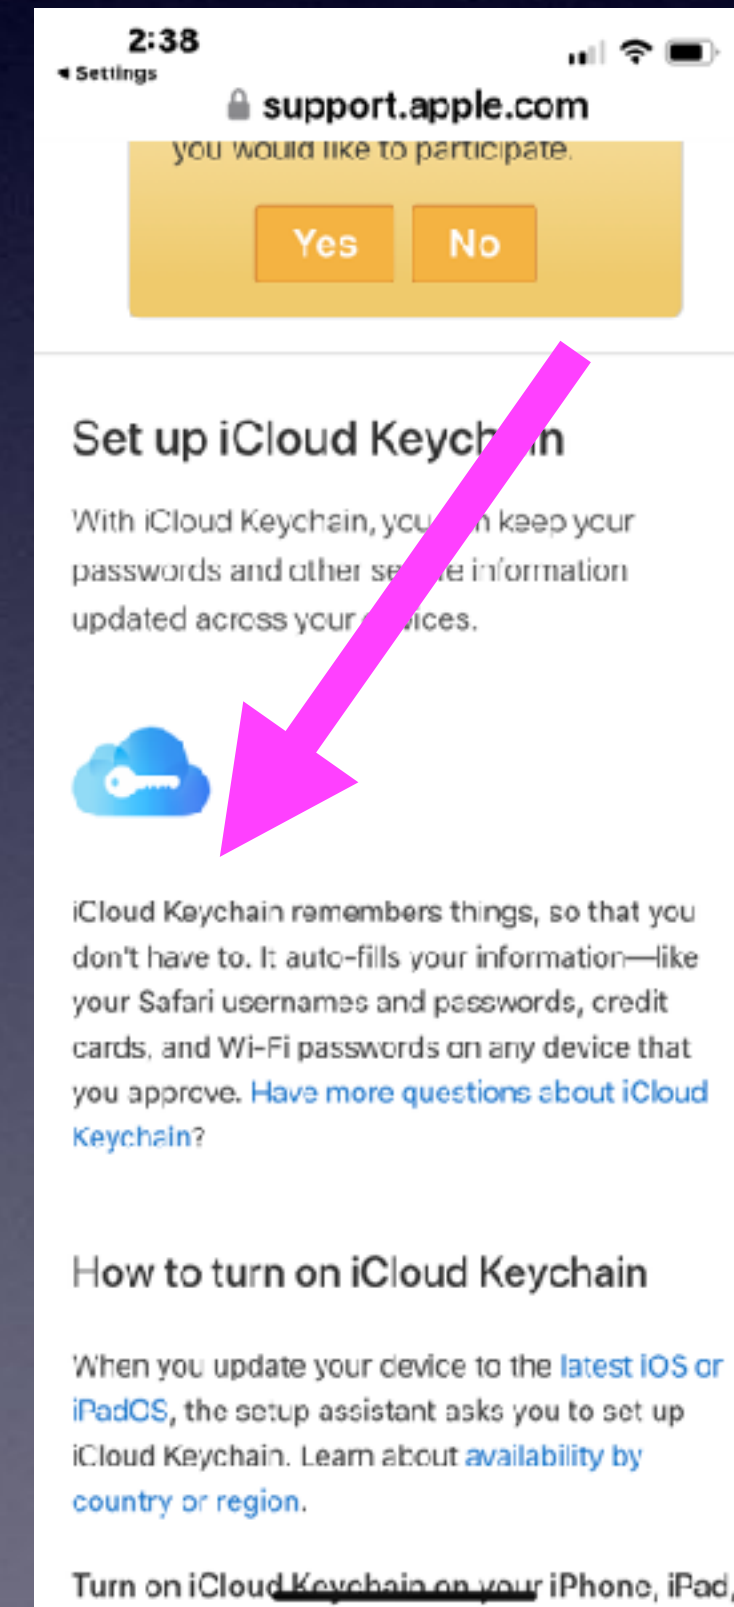 2:38
◀ Settings
support.apple.com
you would like to participate.
Yes No
Set up iCloud Keych n
With iCloud Keychain, you n keep your
passwords and other se e information
updated across your vices.
iCloud Keychain remembers things, so that you
don't have to. It auto-fills your information—like
your Safari usernames and passwords, credit
cards, and Wi-Fi passwords on any device that
you approve. Have more questions about iCloud
Keychain?
How to turn on iCloud Keychain
When you update your device to the latest iOS or
iPadOS, the setup assistant asks you to set up
iCloud Keychain. Learn about availability by
country or region.
Turn on iCloud Keychain on your iPhone, iPad,